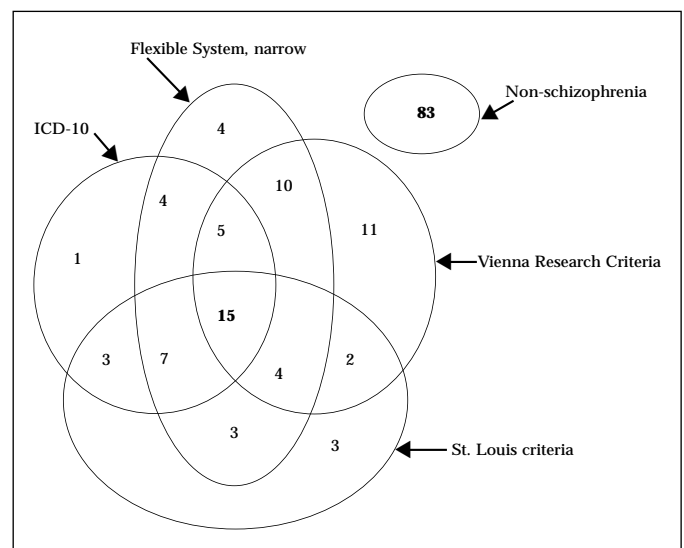 Flexible System, narrow
Non-schizophrenia
83
ICD-10
4
10
4
5
11
1
Vienna Research Criteria
15
3
7
4
2
3
3
St. Louis criteria